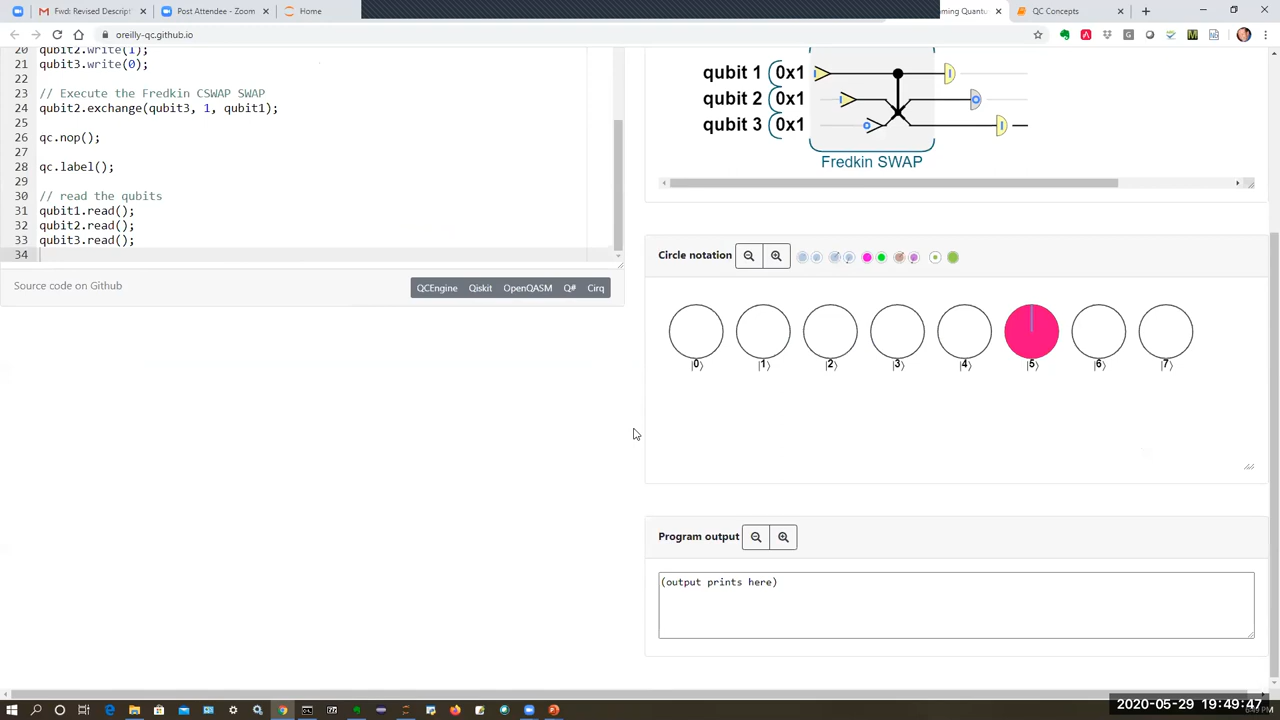 Fwd: Revised Descript
Post Attendee - Zoom
Home
ming Quantu
QC Concepts
oreilly-qc.github.io
20 qubit2.write(1);
21 qubit3.write(0);
22
23 // Execute the Fredkin CSWAP SWAP
24 qubit2.exchange(qubit3, 1, qubit1);
25
26 qc.nop();
27
28 qc.label();
29
30 // read the qubits
31 qubit1.read();
32 qubit2.read();
33 qubit3.read();
34
Source code on Github
QCEngine Qiskit OpenQASM Q# Cirq
qubit 1 0x1
qubit 2 0x1
qubit 3 0x1
Fredkin SWAP
Circle notation
|0⟩ |1⟩ |2⟩ |3⟩ |4⟩ |5⟩ |6⟩ |7⟩
Program output
(output prints here)
2020-05-29 19:49:47